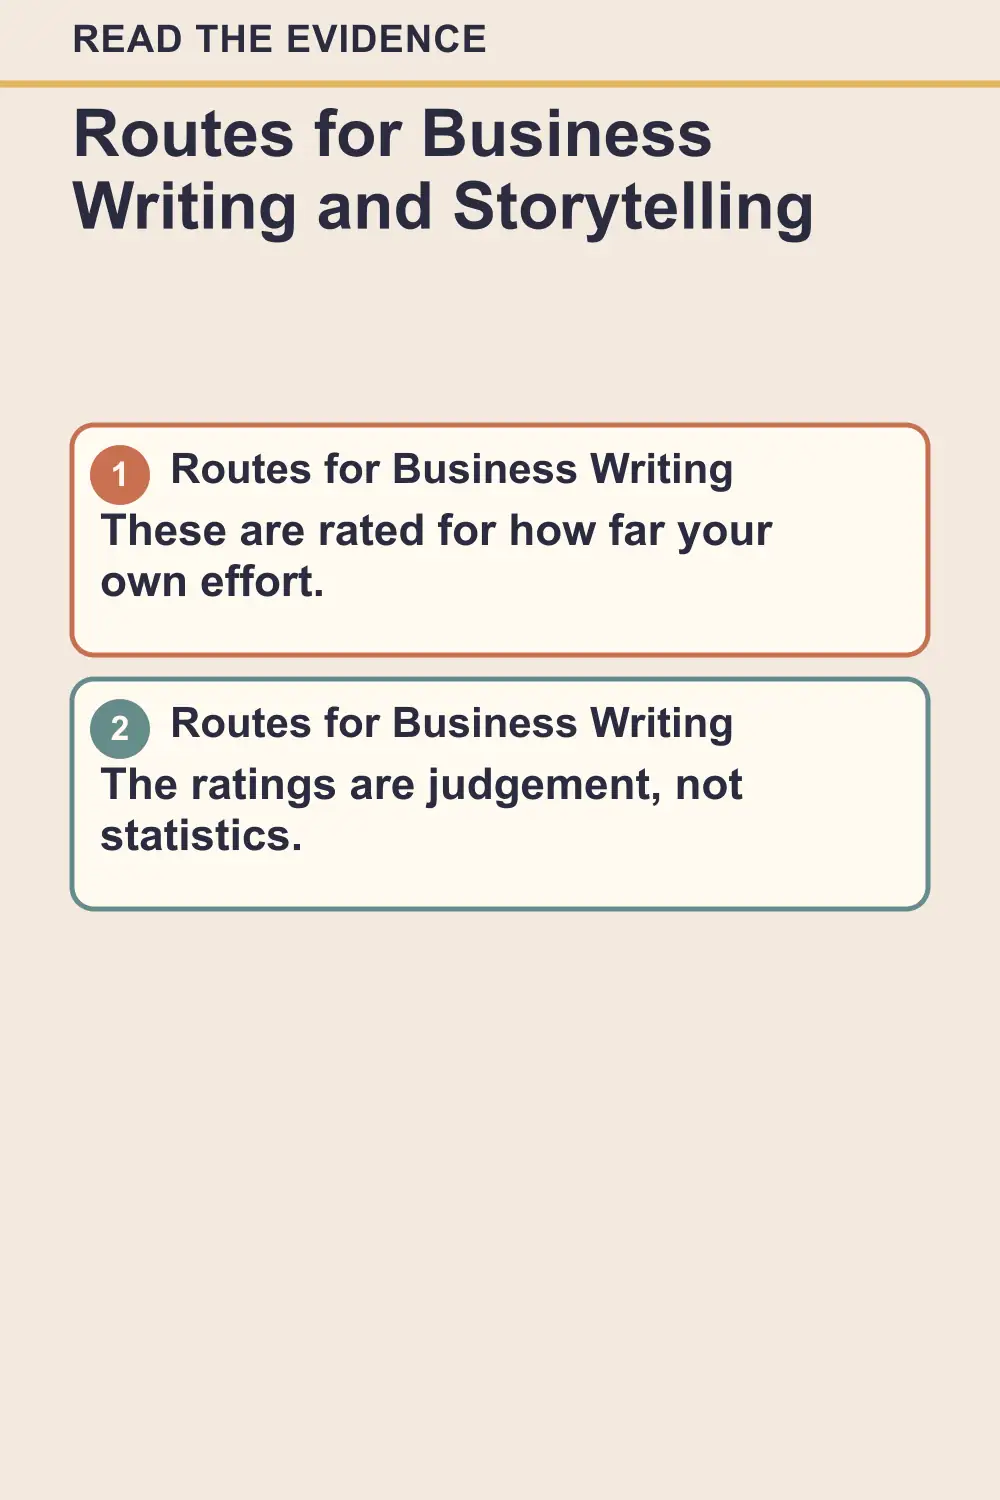 READ THE EVIDENCE
Routes for Business
Writing and Storytelling
1 Routes for Business Writing
These are rated for how far your
own effort.
2 Routes for Business Writing
The ratings are judgement, not
statistics.